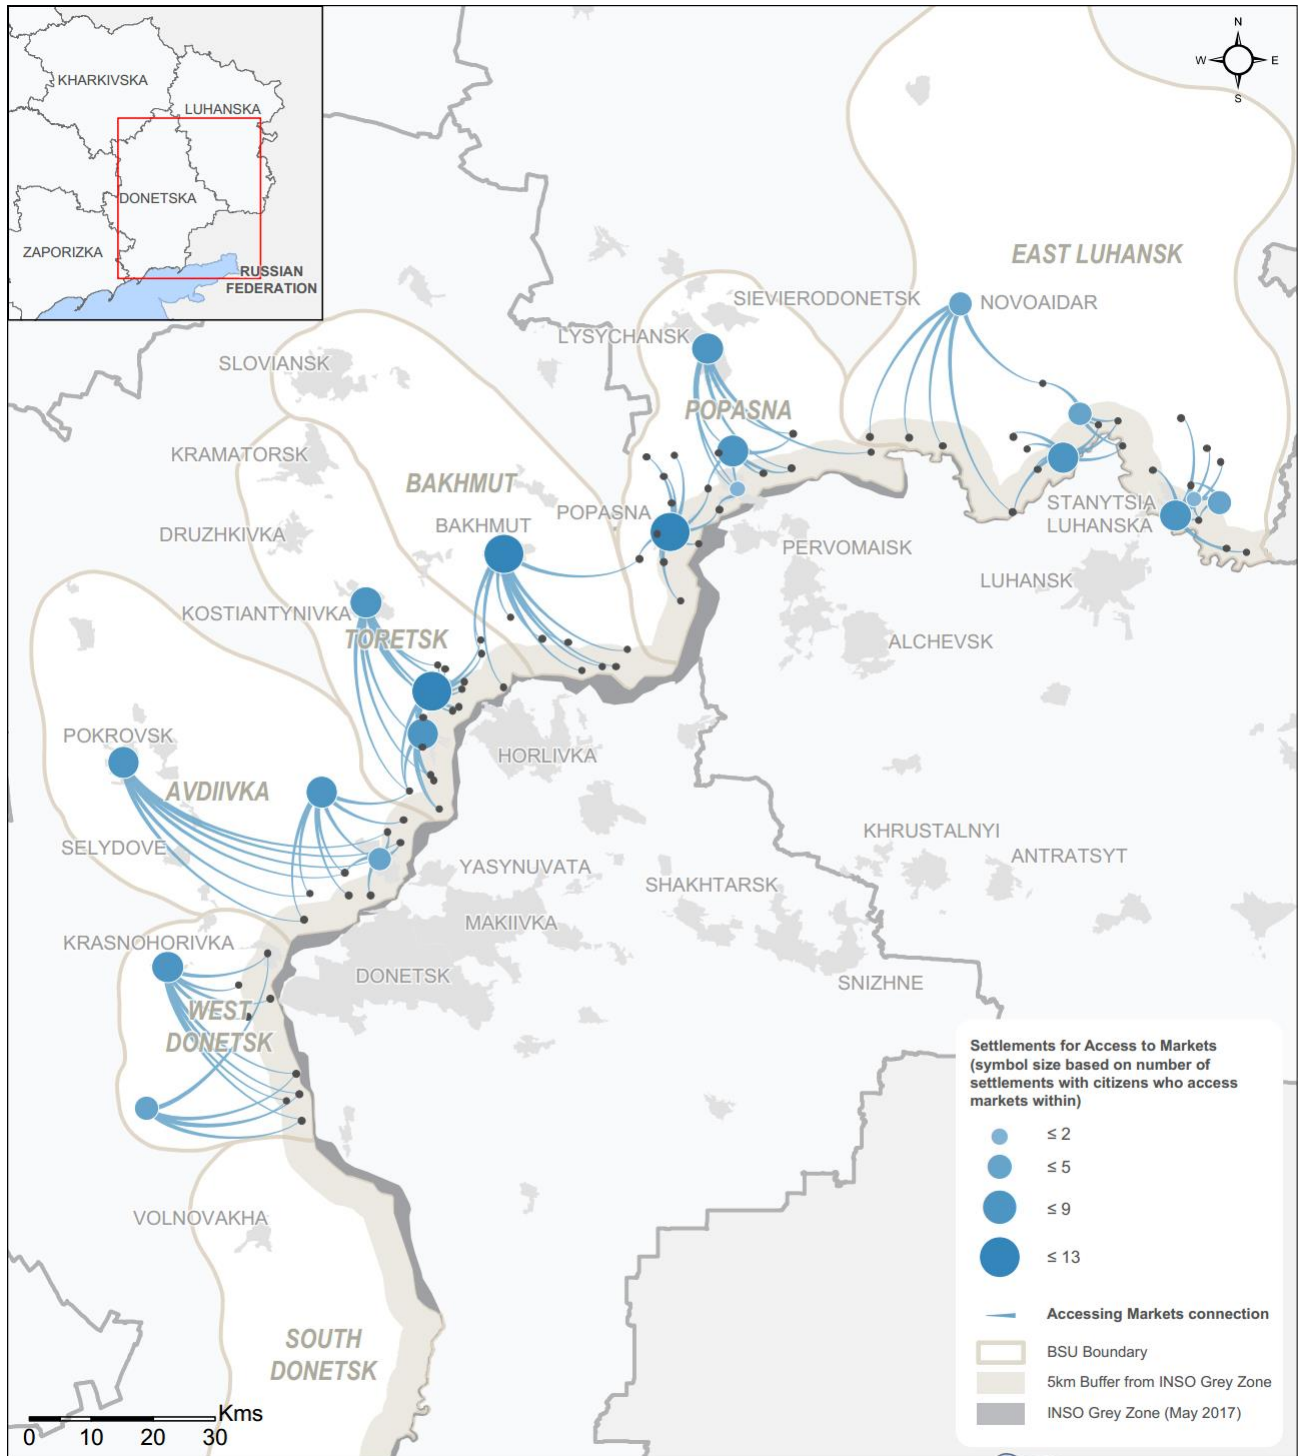 KHARKIVSKA
LUHANSKA
DONETSKA
ZAPORIZKA
RUSSIAN
FEDERATION
N
W
E
S
EAST LUHANSK
SIEVIERODONETSK
NOVOAIDAR
LYSYCHANSK
SLOVIANSK
POPASNA
KRAMATORSK
BAKHMUT
BAKHMUT
POPASNA
STANYTSIA
LUHANSKA
DRUZHKIVKA
PERVOMAISK
LUHANSK
KOSTIANTYNIVKA
TORETSK
ALCHEVSK
POKROVSK
HORLIVKA
AVDIIVKA
SELYDOVE
KHRUSTALNYI
ANTRATSYT
YASYNUVATA
SHAKHTARSK
MAKIIVKA
KRASNOHORIVKA
DONETSK
SNIZHNE
WEST
DONETSK
VOLNOVAKHA
SOUTH
DONETSK
Settlements for Access to Markets
(symbol size based on number of
settlements with citizens who access
markets within)
≤ 2
≤ 5
≤ 9
≤ 13
Accessing Markets connection
BSU Boundary
5km Buffer from INSO Grey Zone
INSO Grey Zone (May 2017)
Kms
0 10 20 30